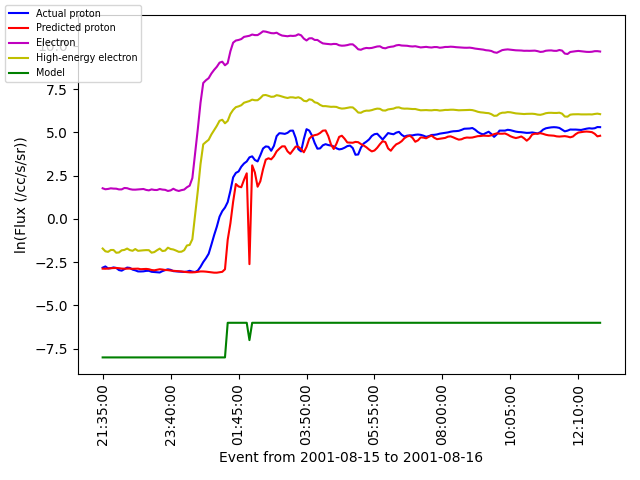 Actual proton
Predicted proton
Electron
High-energy electron
Model
10.0
7.5
5.0
2.5
0.0
−2.5
−5.0
−7.5
ln(Flux (/cc/s/sr))
21:35:00
23:40:00
01:45:00
03:50:00
05:55:00
08:00:00
10:05:00
12:10:00
Event from 2001-08-15 to 2001-08-16